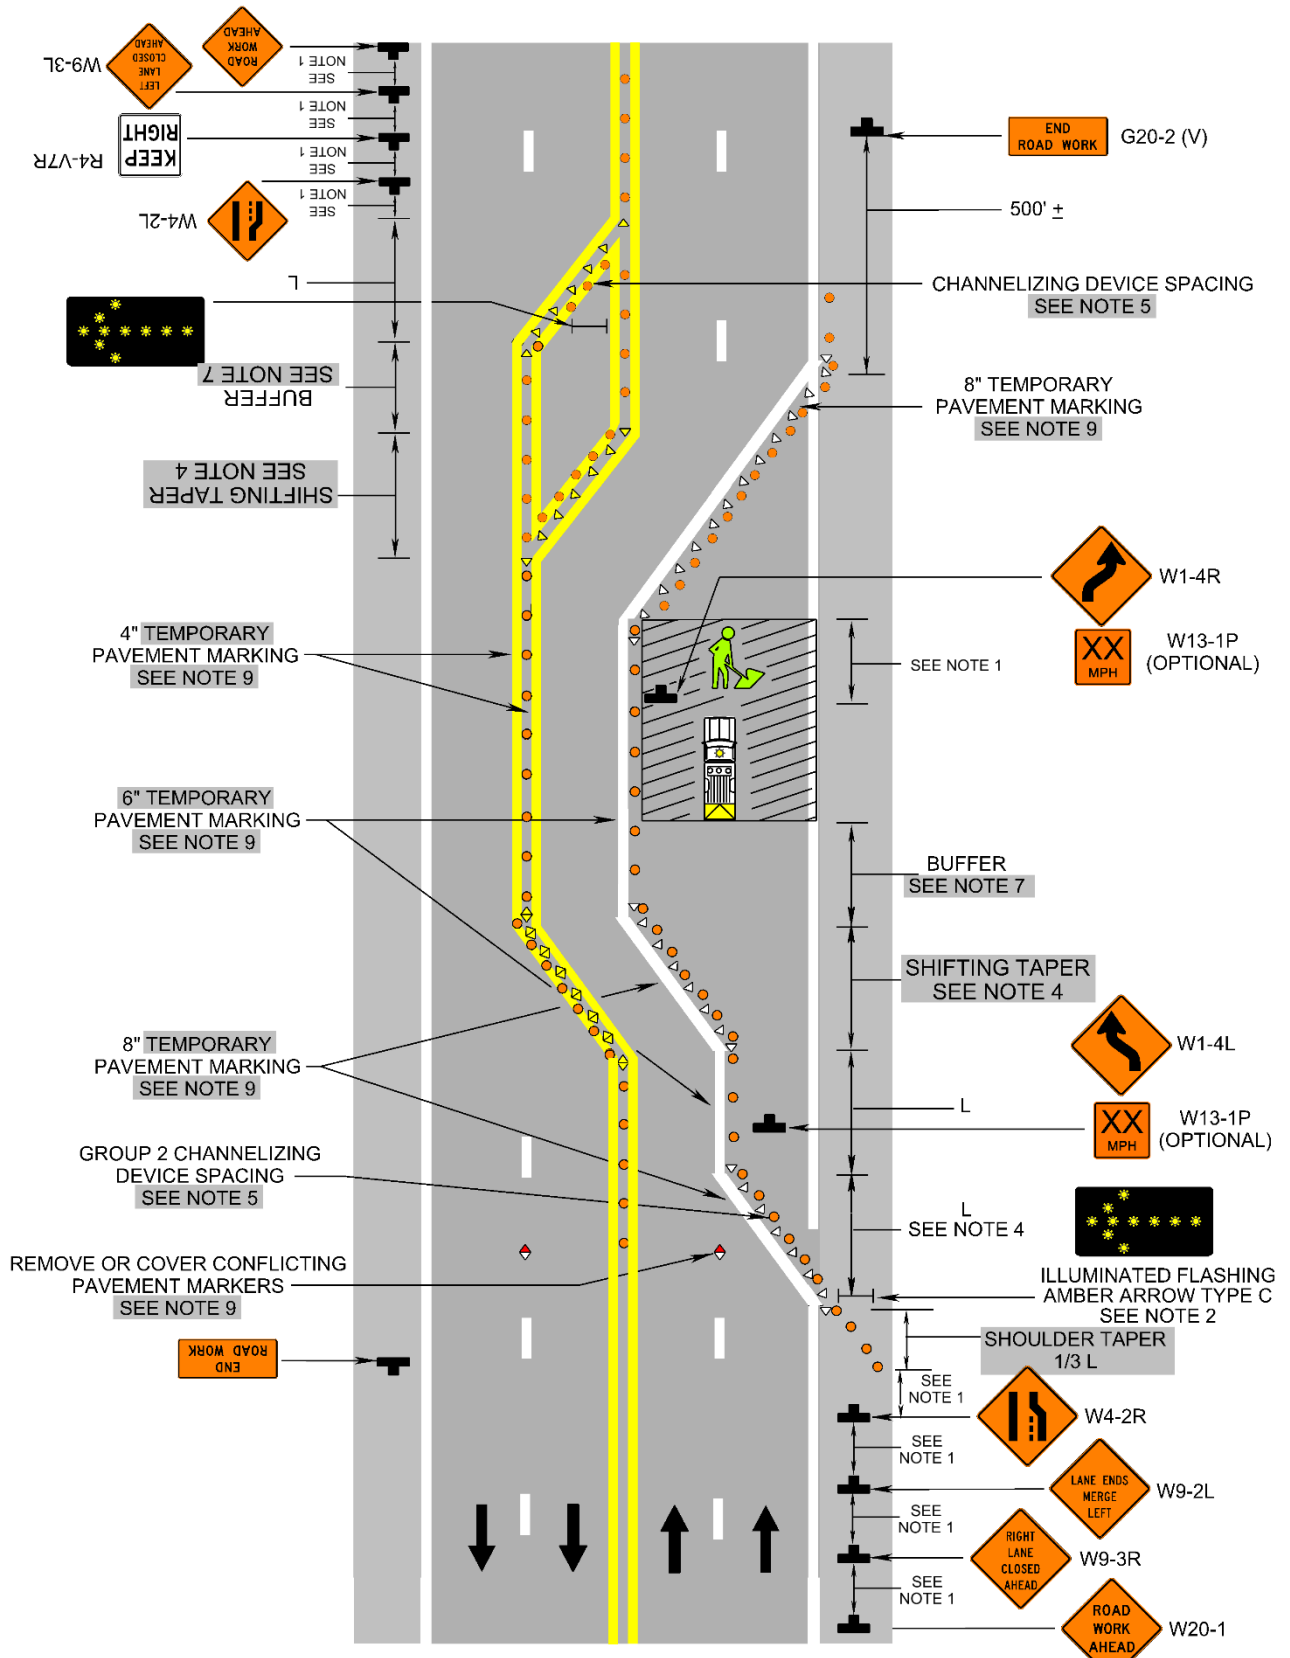 ROAD
WORK
AHEAD
LEFT
LANE
CLOSED
AHEAD
W9-3L
SEE
NOTE 1
SEE
NOTE 1
KEEP
RIGHT
R4-V7R
SEE
NOTE 1
SEE
NOTE 1
W4-2L
L
BUFFER
SEE NOTE 7
SHIFTING TAPER
SEE NOTE 4
4" TEMPORARY
PAVEMENT MARKING
SEE NOTE 9
6" TEMPORARY
PAVEMENT MARKING
SEE NOTE 9
8" TEMPORARY
PAVEMENT MARKING
SEE NOTE 9
GROUP 2 CHANNELIZING
DEVICE SPACING
SEE NOTE 5
REMOVE OR COVER CONFLICTING
PAVEMENT MARKERS
SEE NOTE 9
END
ROAD WORK
END
ROAD WORK
G20-2 (V)
500' ±
CHANNELIZING DEVICE SPACING
SEE NOTE 5
8" TEMPORARY
PAVEMENT MARKING
SEE NOTE 9
W1-4R
XX
MPH
W13-1P
(OPTIONAL)
SEE NOTE 1
BUFFER
SEE NOTE 7
SHIFTING TAPER
SEE NOTE 4
W1-4L
L
XX
MPH
W13-1P
(OPTIONAL)
L
SEE NOTE 4
ILLUMINATED FLASHING
AMBER ARROW TYPE C
SEE NOTE 2
SHOULDER TAPER
1/3 L
SEE
NOTE 1
W4-2R
SEE
NOTE 1
LANE ENDS
MERGE
LEFT
W9-2L
SEE
NOTE 1
RIGHT
LANE
CLOSED
AHEAD
W9-3R
SEE
NOTE 1
ROAD
WORK
AHEAD
W20-1